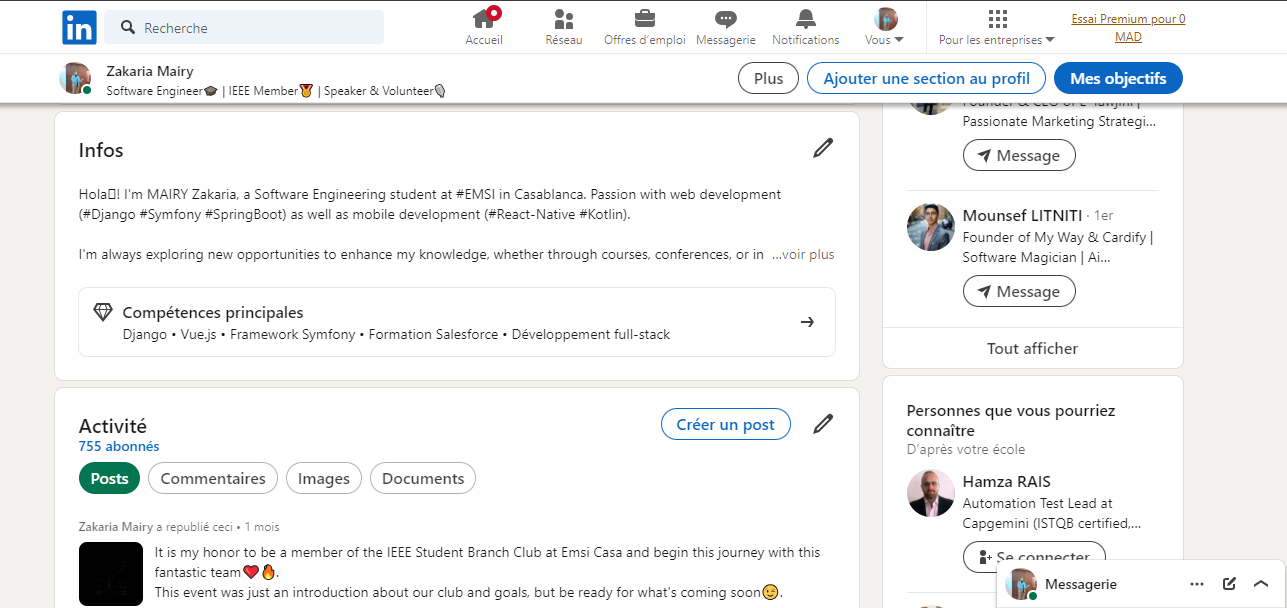 in
Recherche
Accueil
Réseau
Offres d'emploi
Messagerie
Notifications
Vous
Pour les entreprises
Essai Premium pour 0
MAD
Zakaria Mairy
Software Engineer🎓 | IEEE Member🏅 | Speaker & Volunteer
Plus
Ajouter une section au profil
Mes objectifs
Infos
Hola▯! I'm MAIRY Zakaria, a Software Engineering student at #EMSI in Casablanca. Passion with web development
(#Django #Symfony #SpringBoot) as well as mobile development (#React-Native #Kotlin).
I'm always exploring new opportunities to enhance my knowledge, whether through courses, conferences, or in …voir plus
Compétences principales
Django • Vue.js • Framework Symfony • Formation Salesforce • Développement full-stack
Activité
755 abonnés
Créer un post
Posts
Commentaires
Images
Documents
Zakaria Mairy a republié ceci • 1 mois
It is my honor to be a member of the IEEE Student Branch Club at Emsi Casa and begin this journey with this
fantastic team❤️🔥.
This event was just an introduction about our club and goals, but be ready for what's coming soon😉.
Passionate Marketing Strategi…
Message
Mounsef LITNITI · 1er
Founder of My Way & Cardify |
Software Magician | Ai…
Message
Tout afficher
Personnes que vous pourriez
connaître
D'après votre école
Hamza RAIS
Automation Test Lead at
Capgemini (ISTQB certified,…
Se connecter
Messagerie